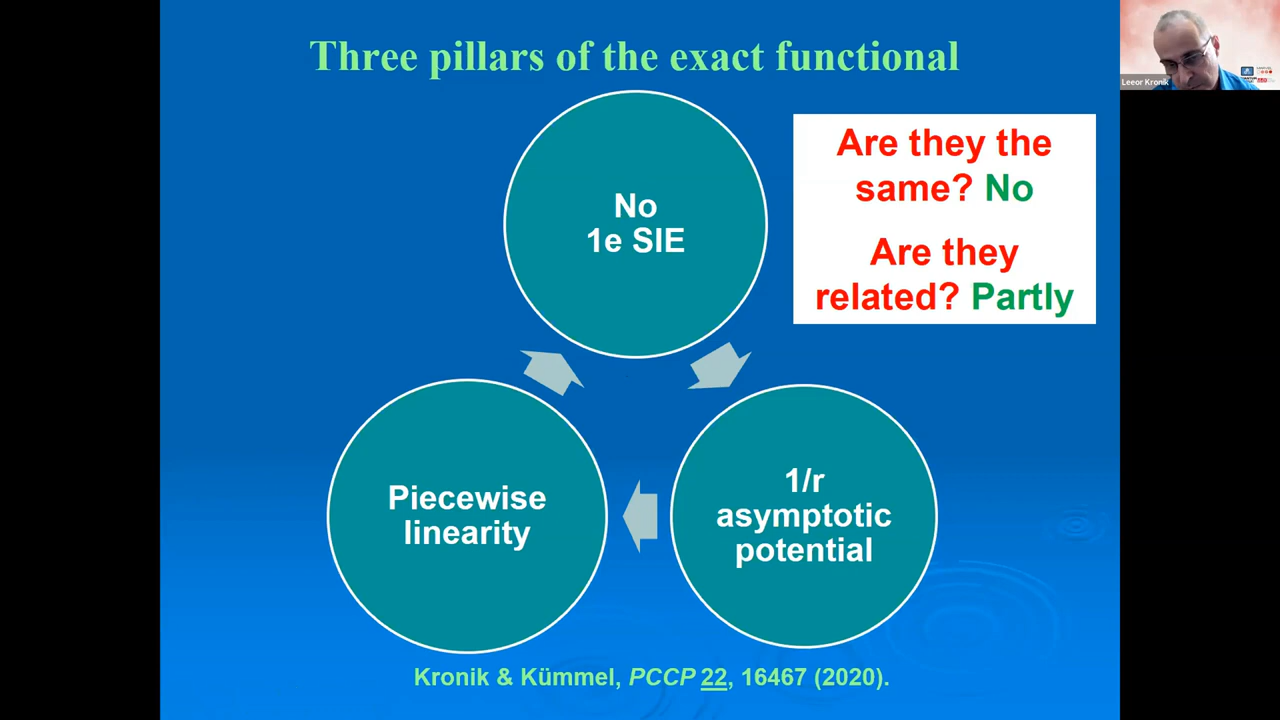 Three pillars of the exact functional
No
1e SIE
Are they the
same? No
Are they
related? Partly
Piecewise
linearity
1/r
asymptotic
potential
Kronik & Kümmel, PCCP 22, 16467 (2020).
Leeor Kronik